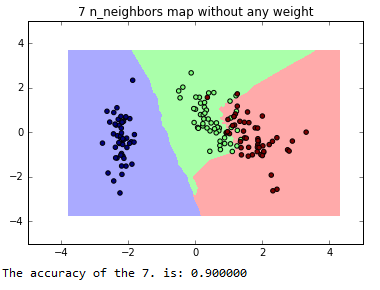 7 n_neighbors map without any weight
4
2
0
−2
−4
−4 −2 0 2 4
The accuracy of the 7. is: 0.900000